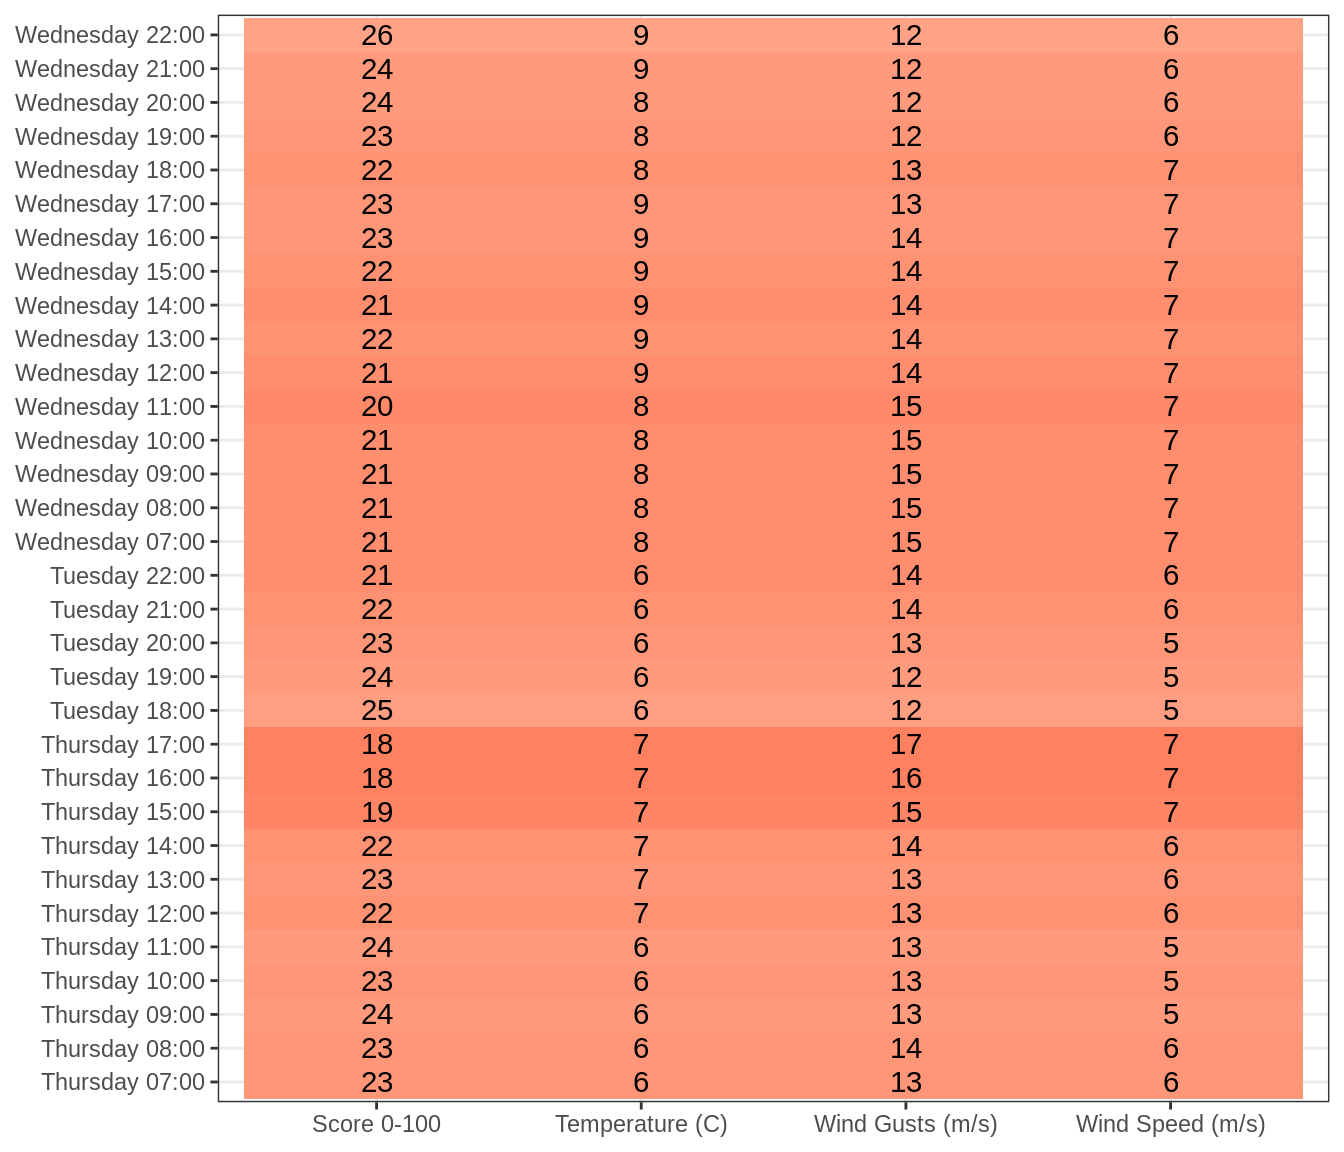 Wednesday 22:00 26 9 12 6
Wednesday 21:00 24 9 12 6
Wednesday 20:00 24 8 12 6
Wednesday 19:00 23 8 12 6
Wednesday 18:00 22 8 13 7
Wednesday 17:00 23 9 13 7
Wednesday 16:00 23 9 14 7
Wednesday 15:00 22 9 14 7
Wednesday 14:00 21 9 14 7
Wednesday 13:00 22 9 14 7
Wednesday 12:00 21 9 14 7
Wednesday 11:00 20 8 15 7
Wednesday 10:00 21 8 15 7
Wednesday 09:00 21 8 15 7
Wednesday 08:00 21 8 15 7
Wednesday 07:00 21 8 15 7
Tuesday 22:00 21 6 14 6
Tuesday 21:00 22 6 14 6
Tuesday 20:00 23 6 13 5
Tuesday 19:00 24 6 12 5
Tuesday 18:00 25 6 12 5
Thursday 17:00 18 7 17 7
Thursday 16:00 18 7 16 7
Thursday 15:00 19 7 15 7
Thursday 14:00 22 7 14 6
Thursday 13:00 23 7 13 6
Thursday 12:00 22 7 13 6
Thursday 11:00 24 6 13 5
Thursday 10:00 23 6 13 5
Thursday 09:00 24 6 13 5
Thursday 08:00 23 6 14 6
Thursday 07:00 23 6 13 6
Score 0-100 Temperature (C) Wind Gusts (m/s) Wind Speed (m/s)